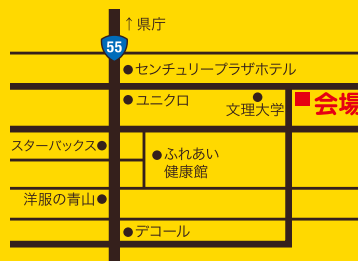 ↑県庁
55
センチュリープラザホテル
ユニクロ
文理大学
会場
スターバックス
ふれあい
健康館
洋服の青山
デコール